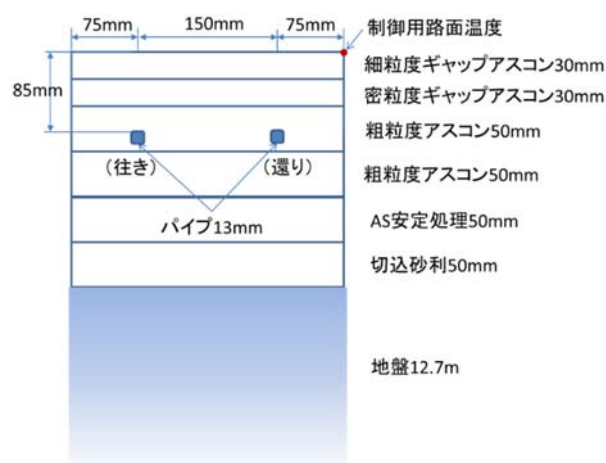 75mm 150mm 75mm
制御用路面温度
細粒度ギャップアスコン30mm
85mm
密粒度ギャップアスコン30mm
粗粒度アスコン50mm
(往き) (還り)
粗粒度アスコン50mm
パイプ13mm
AS安定処理50mm
切込砂利50mm
地盤12.7m